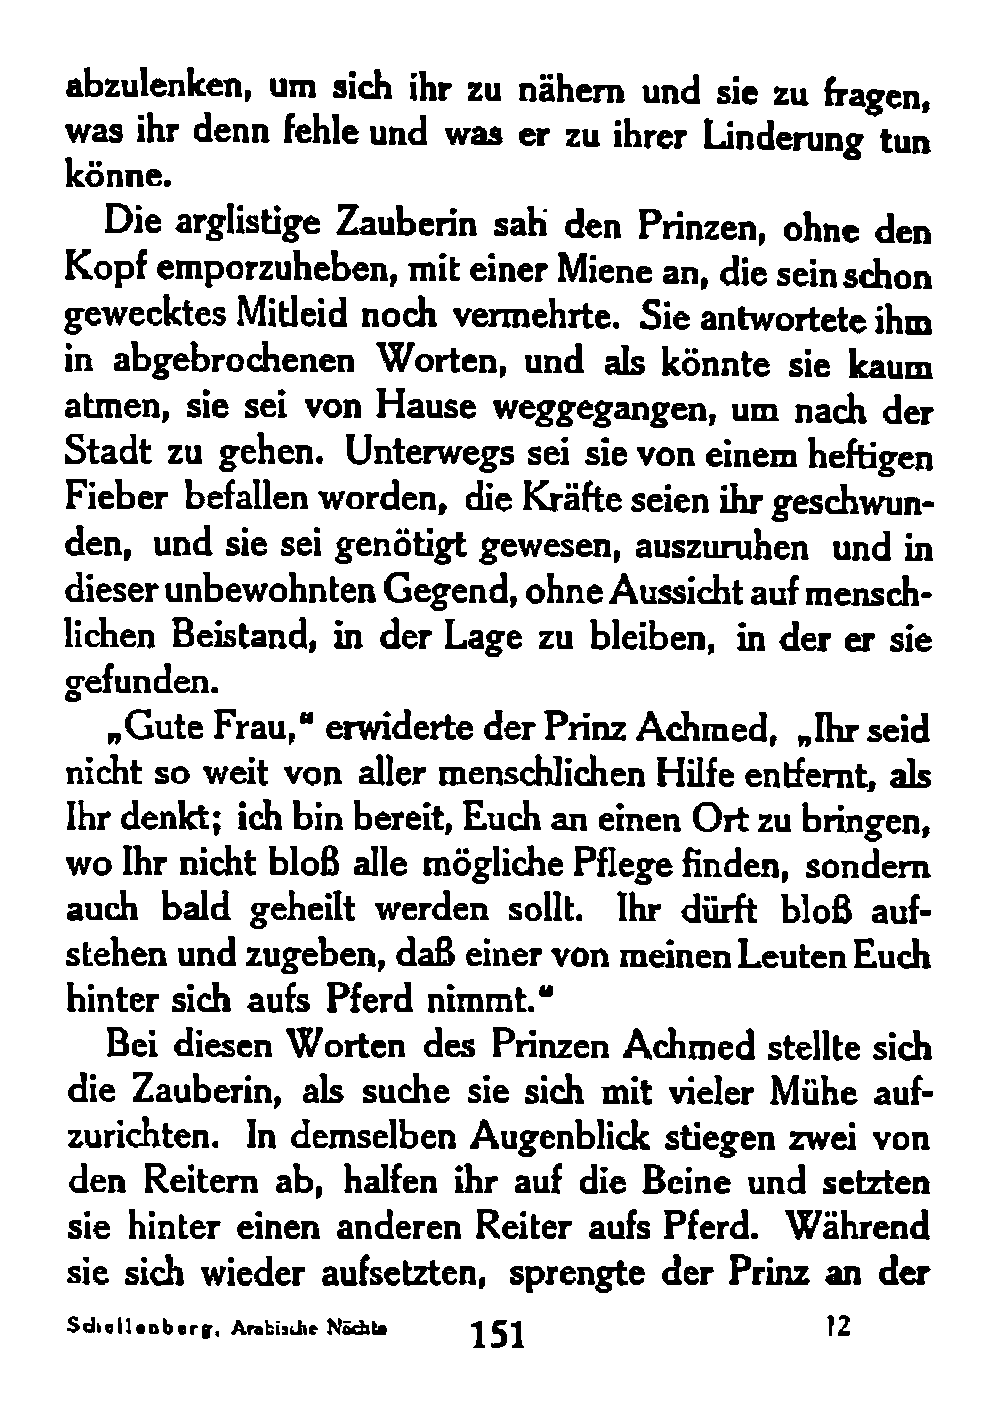 abzulenken, um sich ihr zu nähern und sie zu fragen,
was ihr denn fehle und was er zu ihrer Linderung tun
könne.
Die arglistige Zauberin sah den Prinzen, ohne den
Kopf emporzuheben, mit einer Miene an, die sein schon
gewecktes Mitleid noch vermehrte. Sie antwortete ihm
in abgebrochenen Worten, und als könnte sie kaum
atmen, sie sei von Hause weggegangen, um nach der
Stadt zu gehen. Unterwegs sei sie von einem heftigen
Fieber befallen worden, die Kräfte seien ihr geschwun-
den, und sie sei genötigt gewesen, auszuruhen und in
dieser unbewohnten Gegend, ohne Aussicht auf mensch-
lichen Beistand, in der Lage zu bleiben, in der er sie
gefunden.
„Gute Frau,“ erwiderte der Prinz Achmed, „Ihr seid
nicht so weit von aller menschlichen Hilfe entfernt, als
Ihr denkt; ich bin bereit, Euch an einen Ort zu bringen,
wo Ihr nicht bloß alle mögliche Pflege finden, sondern
auch bald geheilt werden sollt. Ihr dürft bloß auf-
stehen und zugeben, daß einer von meinen Leuten Euch
hinter sich aufs Pferd nimmt.“
Bei diesen Worten des Prinzen Achmed stellte sich
die Zauberin, als suche sie sich mit vieler Mühe auf-
zurichten. In demselben Augenblick stiegen zwei von
den Reitern ab, halfen ihr auf die Beine und setzten
sie hinter einen anderen Reiter aufs Pferd. Während
sie sich wieder aufsetzten, sprengte der Prinz an der
Schellenberg, Arabische Nächte 151 12